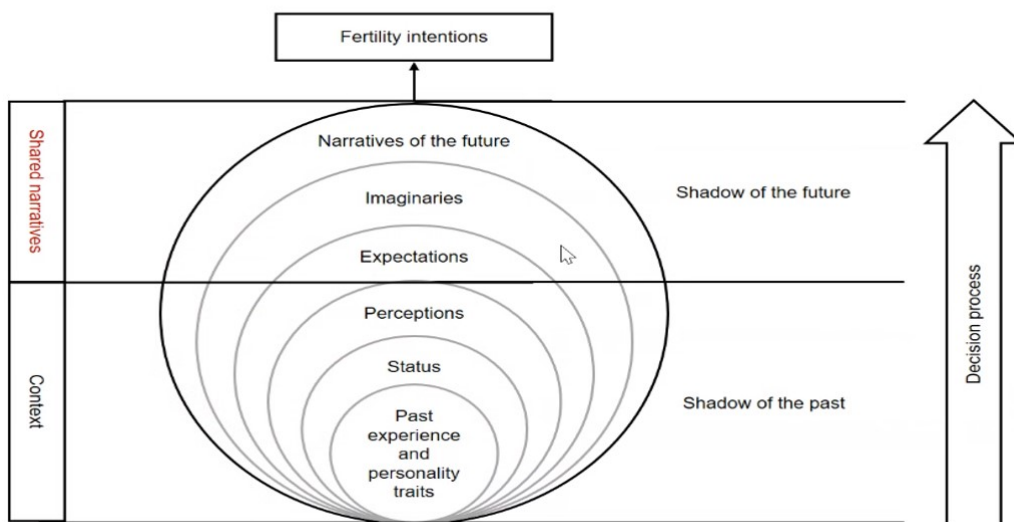 Fertility intentions
Shared narratives
Narratives of the future
Imaginaries
Expectations
Shadow of the future
Context
Perceptions
Status
Past
experience
and
personality
traits
Shadow of the past
Decision process